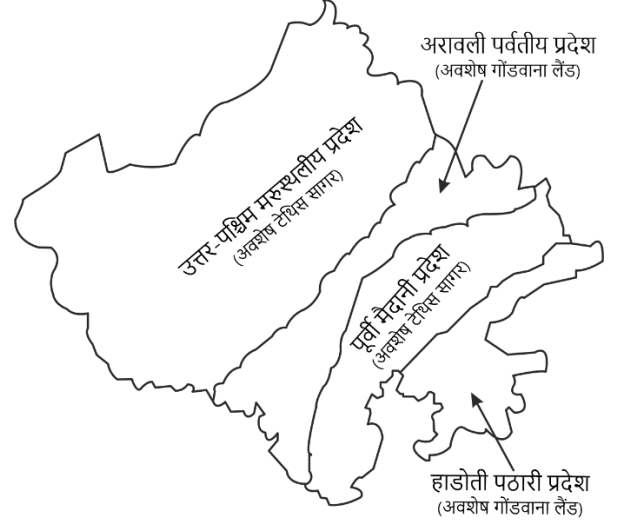 अरावली पर्वतीय प्रदेश
(अवशेष गोंडवाना लैंड)
उत्तर-पश्चिम मरुस्थलीय प्रदेश
(अवशेष टेथिस सागर)
पूर्वी मैदानी प्रदेश
(अवशेष टेथिस सागर)
हाडोती पठारी प्रदेश
(अवशेष गोंडवाना लैंड)